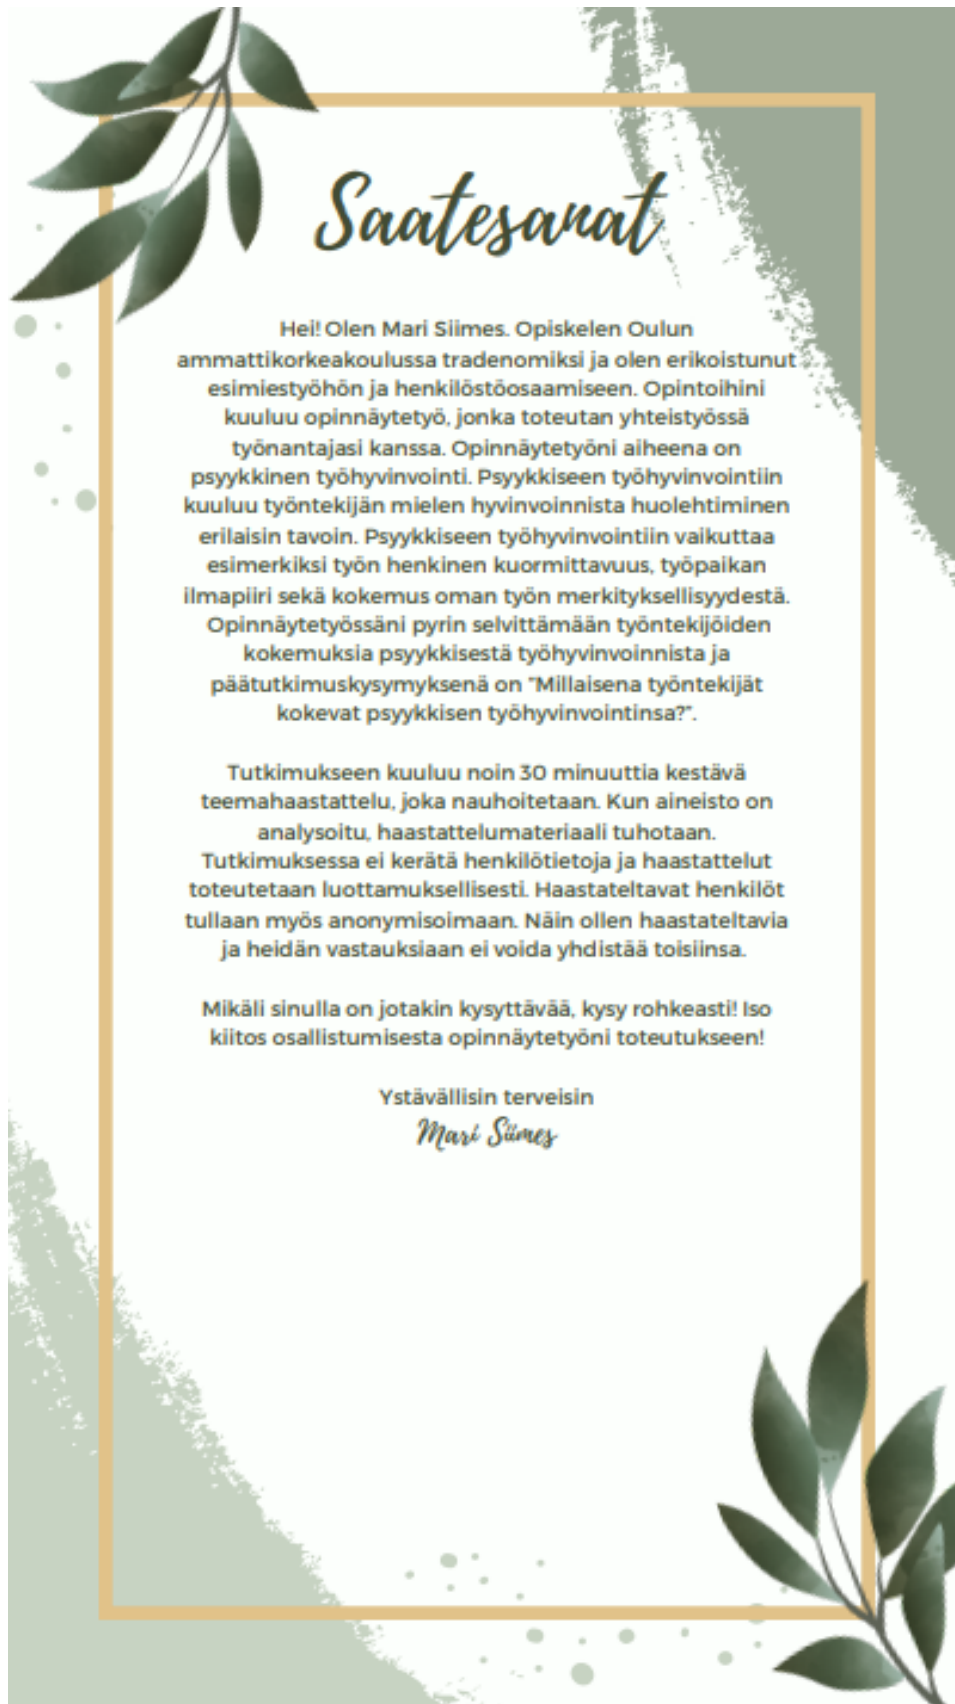 Saatesanat
Hei! Olen Mari Siimes. Opiskelen Oulun
ammattikorkeakoulussa tradenomiksi ja olen erikoistunut
esimiestyöhön ja henkilöstöosaamiseen. Opintoihini
kuuluu opinnäytetyö, jonka toteutan yhteistyössä
työnantajasi kanssa. Opinnäytetyöni aiheena on
psyykkinen työhyvinvointi. Psyykkiseen työhyvinvointiin
kuuluu työntekijän mielen hyvinvoinnista huolehtiminen
erilaisin tavoin. Psyykkiseen työhyvinvointiin vaikuttaa
esimerkiksi työn henkinen kuormittavuus, työpaikan
ilmapiiri sekä kokemus oman työn merkityksellisyydestä.
Opinnäytetyössäni pyrin selvittämään työntekijöiden
kokemuksia psyykkisestä työhyvinvoinnista ja
päätutkimuskysymyksenä on "Millaisena työntekijät
kokevat psyykkisen työhyvinvointinsa?".
Tutkimukseen kuuluu noin 30 minuuttia kestävä
teemahaastattelu, joka nauhoitetaan. Kun aineisto on
analysoitu, haastattelumateriaali tuhotaan.
Tutkimuksessa ei kerätä henkilötietoja ja haastattelut
toteutetaan luottamuksellisesti. Haastateltavat henkilöt
tullaan myös anonymisoimaan. Näin ollen haastateltavia
ja heidän vastauksiaan ei voida yhdistää toisiinsa.
Mikäli sinulla on jotakin kysyttävää, kysy rohkeasti! Iso
kiitos osallistumisesta opinnäytetyöni toteutukseen!
Ystävällisin terveisin
Mari Siimes